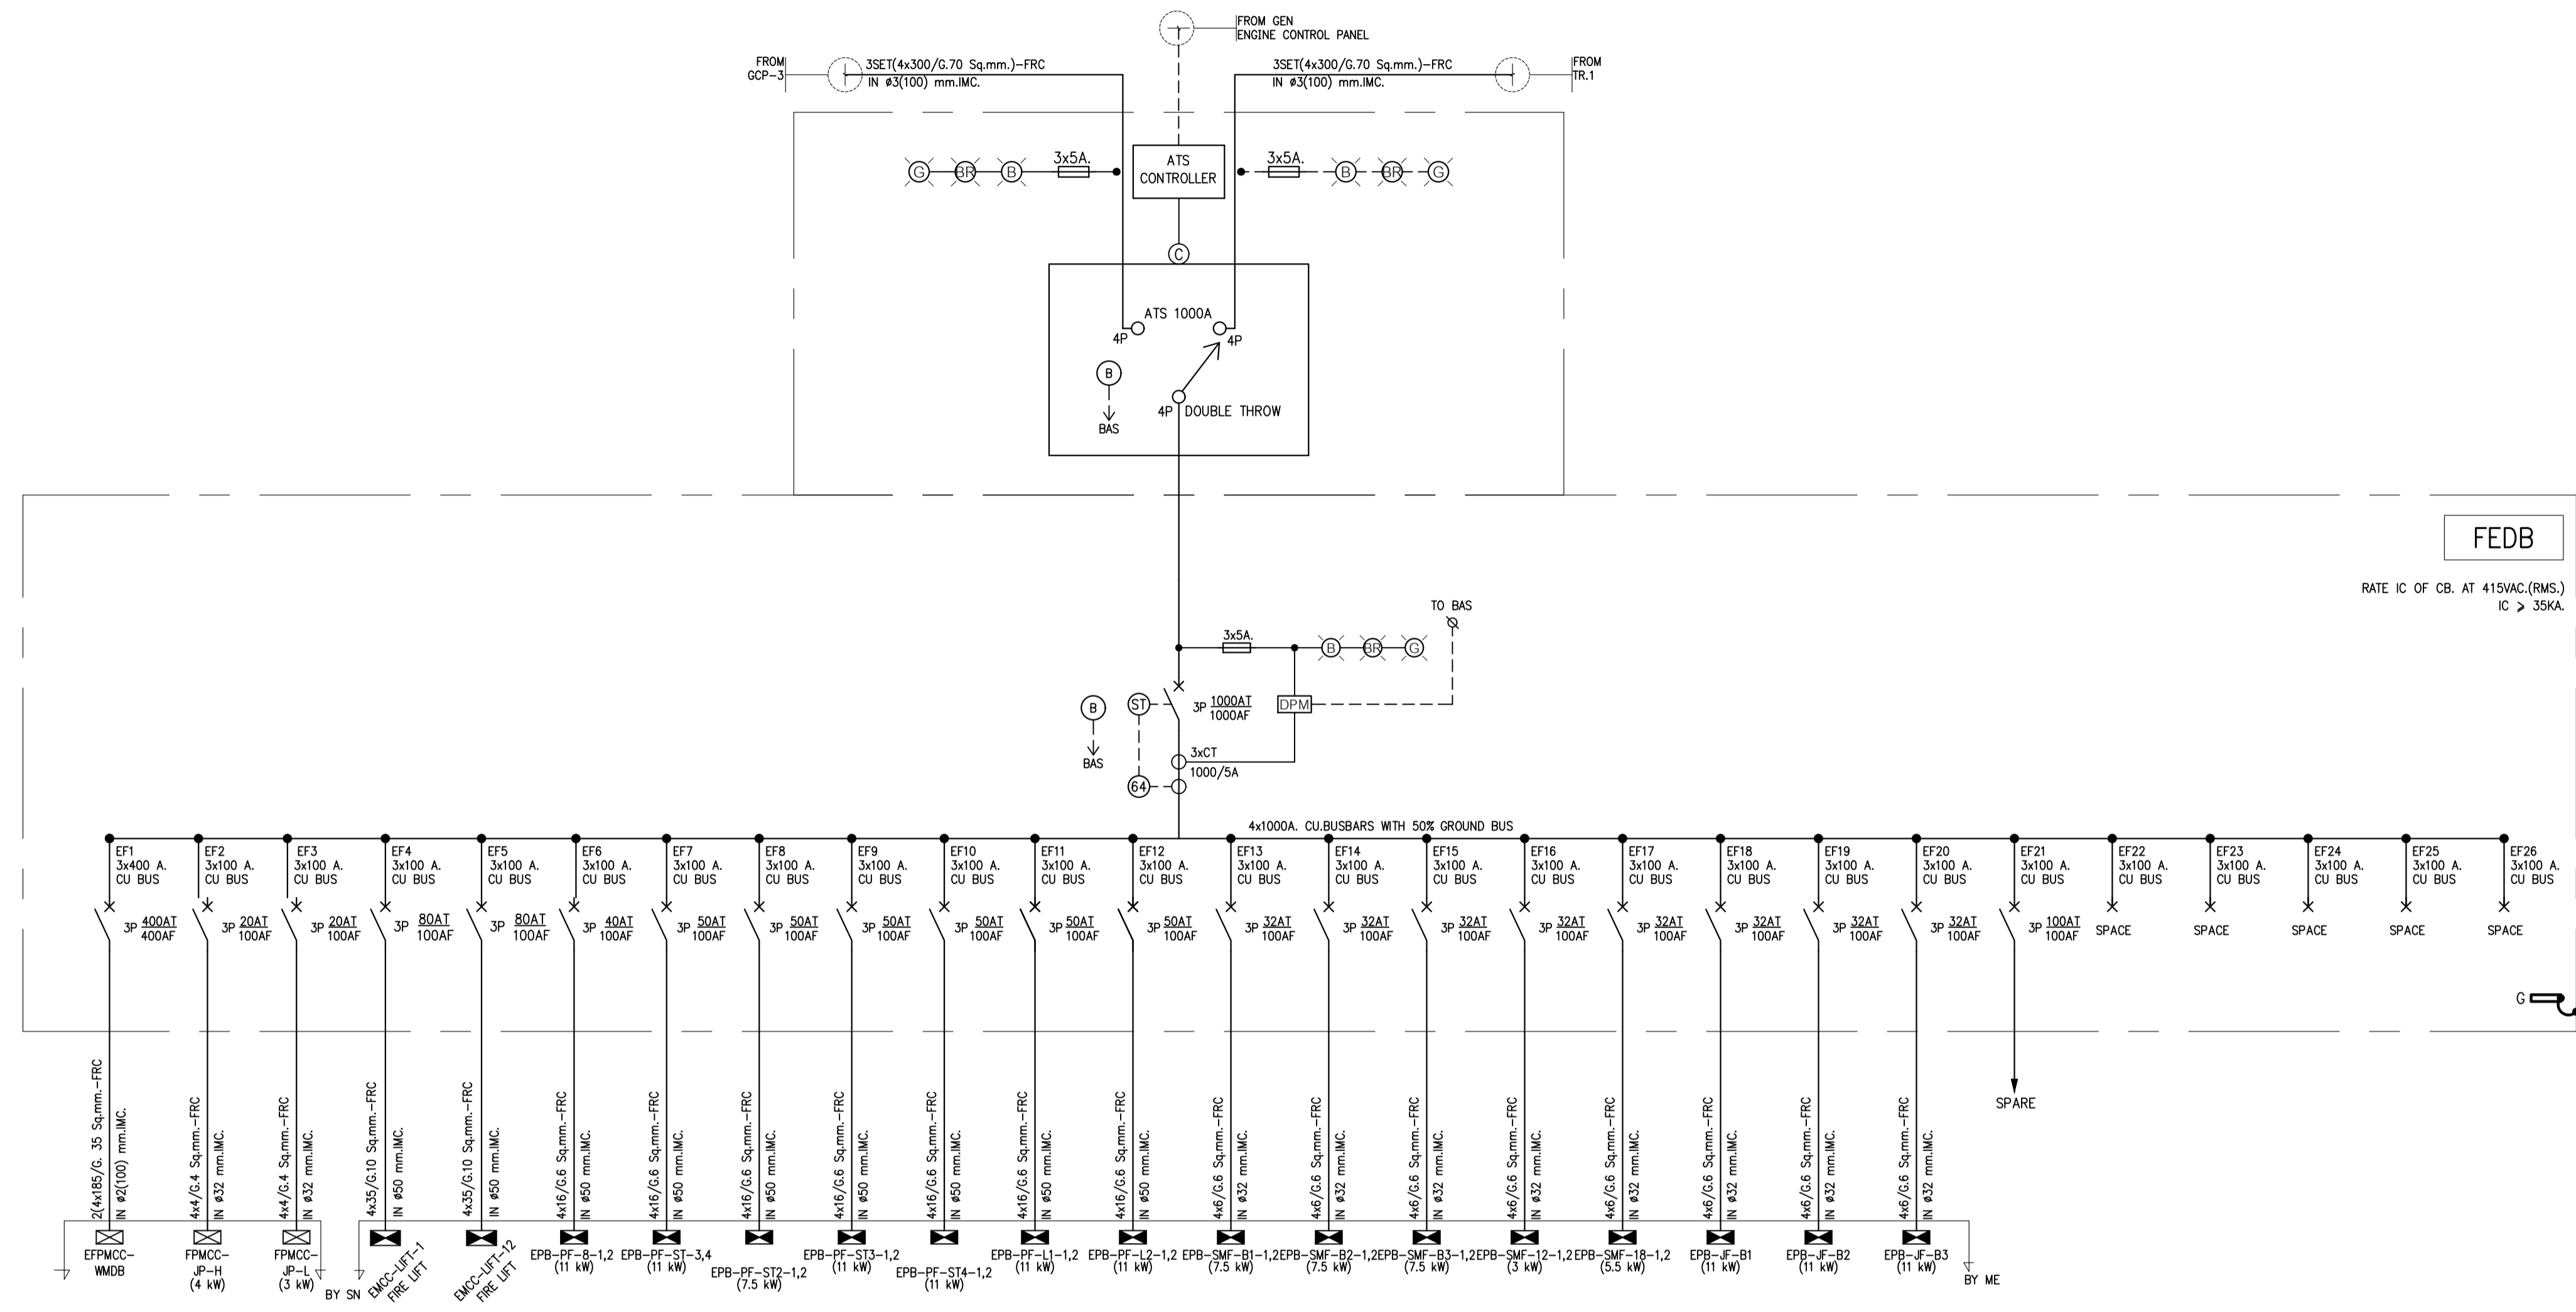 FROM GEN
ENGINE CONTROL PANEL
FROM
GCP-3
3SET(4x300/G.70 Sq.mm.)-FRC
IN ø3(100) mm.IMC.
3SET(4x300/G.70 Sq.mm.)-FRC
IN ø3(100) mm.IMC.
FROM
TR.1
G BR B 3x5A.
ATS
CONTROLLER
3x5A. B BR G
C
ATS 1000A
4P 4P
B
BAS
4P DOUBLE THROW
FEDB
RATE IC OF CB. AT 415VAC.(RMS.)
IC ⩾ 35KA.
TO BAS
3x5A.
B BR G
B
BAS
ST
3P 1000AT
1000AF
DPM
3xCT
1000/5A
64
4x1000A. CU.BUSBARS WITH 50% GROUND BUS
EF1
3x400 A.
CU BUS
3P 400AT
400AF
2(4x185/G. 35 Sq.mm.-FRC
IN ø2(100) mm.IMC.
EFPMCC-
WMDB
EF2
3x100 A.
CU BUS
3P 20AT
100AF
4x4/G.4 Sq.mm.-FRC
IN ø32 mm.IMC.
FPMCC-
JP-H
(4 kW)
EF3
3x100 A.
CU BUS
3P 20AT
100AF
4x4/G.4 Sq.mm.-FRC
IN ø32 mm.IMC.
FPMCC-
JP-L
(3 kW)
BY SN
EF4
3x100 A.
CU BUS
3P 80AT
100AF
4x35/G.10 Sq.mm.-FRC
IN ø50 mm.IMC.
EMCC-LIFT-1
FIRE LIFT
EF5
3x100 A.
CU BUS
3P 80AT
100AF
4x35/G.10 Sq.mm.-FRC
IN ø50 mm.IMC.
EMCC-LIFT-12
FIRE LIFT
EF6
3x100 A.
CU BUS
3P 40AT
100AF
4x16/G.6 Sq.mm.-FRC
IN ø50 mm.IMC.
EPB-PF-8-1,2
(11 kW)
EF7
3x100 A.
CU BUS
3P 50AT
100AF
4x16/G.6 Sq.mm.-FRC
IN ø50 mm.IMC.
EPB-PF-ST-3,4
(11 kW)
EF8
3x100 A.
CU BUS
3P 50AT
100AF
4x16/G.6 Sq.mm.-FRC
IN ø50 mm.IMC.
EPB-PF-ST2-1,2
(7.5 kW)
EF9
3x100 A.
CU BUS
3P 50AT
100AF
4x16/G.6 Sq.mm.-FRC
IN ø50 mm.IMC.
EPB-PF-ST3-1,2
(11 kW)
EF10
3x100 A.
CU BUS
3P 50AT
100AF
4x16/G.6 Sq.mm.-FRC
IN ø50 mm.IMC.
EPB-PF-ST4-1,2
(11 kW)
EF11
3x100 A.
CU BUS
3P 50AT
100AF
4x16/G.6 Sq.mm.-FRC
IN ø50 mm.IMC.
EPB-PF-L1-1,2
(11 kW)
EF12
3x100 A.
CU BUS
3P 50AT
100AF
4x16/G.6 Sq.mm.-FRC
IN ø50 mm.IMC.
EPB-PF-L2-1,2
(11 kW)
EF13
3x100 A.
CU BUS
3P 32AT
100AF
4x6/G.6 Sq.mm.-FRC
IN ø32 mm.IMC.
EPB-SMF-B1-1,2
(7.5 kW)
EF14
3x100 A.
CU BUS
3P 32AT
100AF
4x6/G.6 Sq.mm.-FRC
IN ø32 mm.IMC.
EPB-SMF-B2-1,2
(7.5 kW)
EF15
3x100 A.
CU BUS
3P 32AT
100AF
4x6/G.6 Sq.mm.-FRC
IN ø32 mm.IMC.
EPB-SMF-B3-1,2
(7.5 kW)
EF16
3x100 A.
CU BUS
3P 32AT
100AF
4x6/G.6 Sq.mm.-FRC
IN ø32 mm.IMC.
EPB-SMF-12-1,2
(3 kW)
EF17
3x100 A.
CU BUS
3P 32AT
100AF
4x6/G.6 Sq.mm.-FRC
IN ø32 mm.IMC.
EPB-SMF-18-1,2
(5.5 kW)
EF18
3x100 A.
CU BUS
3P 32AT
100AF
4x6/G.6 Sq.mm.-FRC
IN ø32 mm.IMC.
EPB-JF-B1
(11 kW)
EF19
3x100 A.
CU BUS
3P 32AT
100AF
4x6/G.6 Sq.mm.-FRC
IN ø32 mm.IMC.
EPB-JF-B2
(11 kW)
EF20
3x100 A.
CU BUS
3P 32AT
100AF
4x6/G.6 Sq.mm.-FRC
IN ø32 mm.IMC.
EPB-JF-B3
(11 kW)
BY ME
EF21
3x100 A.
CU BUS
3P 100AT
100AF
SPARE
EF22
3x100 A.
CU BUS
SPACE
EF23
3x100 A.
CU BUS
SPACE
EF24
3x100 A.
CU BUS
SPACE
EF25
3x100 A.
CU BUS
SPACE
EF26
3x100 A.
CU BUS
SPACE
G